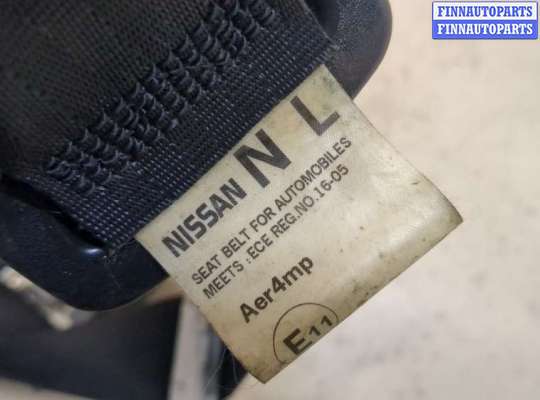 FINNAUTOPARTS
FINNAUTOPARTS
NISSAN N L
SEAT BELT FOR AUTOMOBILES
MEETS : ECE REG.NO.16-05
Aer4mp
E11